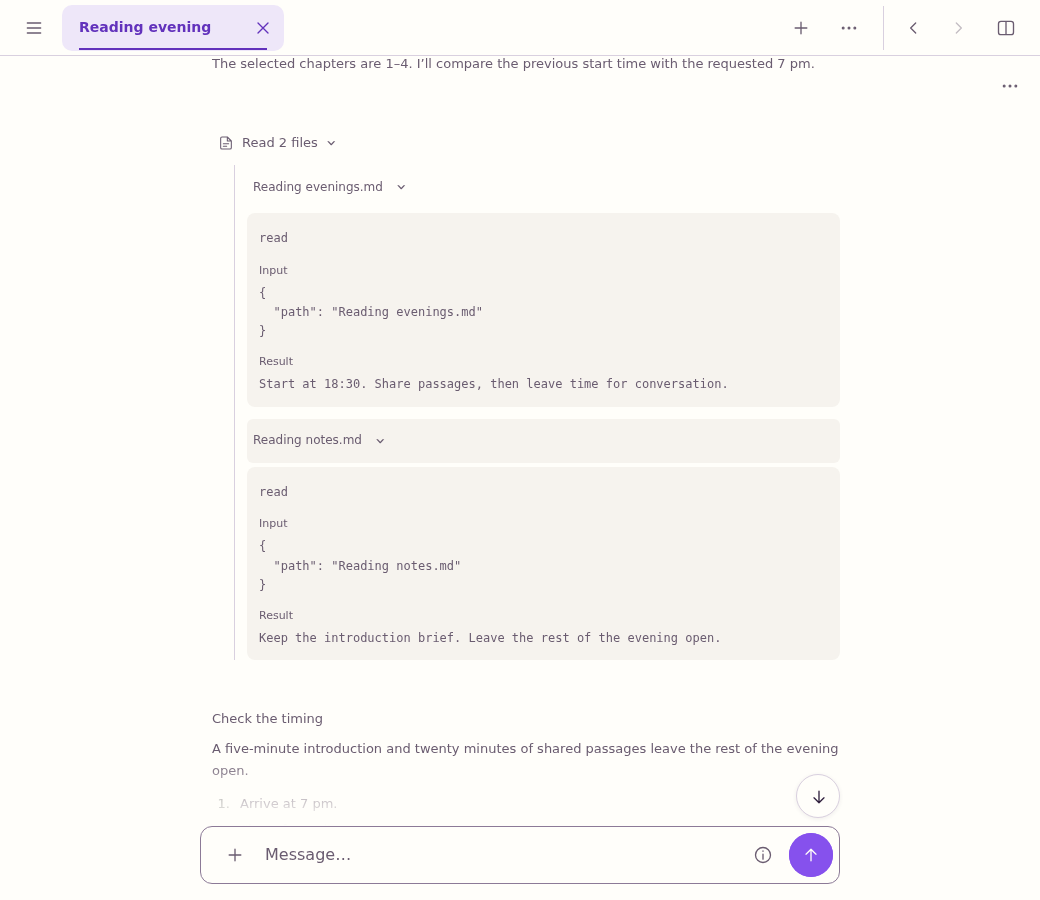 Reading evening
The selected chapters are 1–4. I’ll compare the previous start time with the requested 7 pm.
Read 2 files
Reading evenings.md
read
Input
{
"path": "Reading evenings.md"
}
Result
Start at 18:30. Share passages, then leave time for conversation.
Reading notes.md
read
Input
{
"path": "Reading notes.md"
}
Result
Keep the introduction brief. Leave the rest of the evening open.
Check the timing
A five-minute introduction and twenty minutes of shared passages leave the rest of the evening
open.
1. Arrive at 7 pm.
Message…